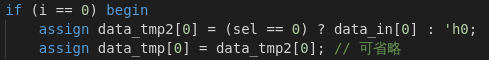 if (i == 0) begin
    assign data_tmp2[0] = (sel == 0) ? data_in[0] : 'h0;
    assign data_tmp[0] = data_tmp2[0]; // 可省略